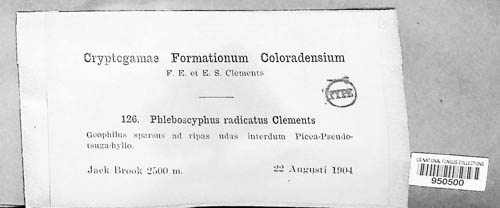 Cryptogamae Formationum Coloradensium
F. E. et E. S. Clements
TYPE
126. Phleboscyphus radicatus Clements
Geophilus sparsus ad ripas udas interdum Picea-Pseudo-
tsuga-hylio.
Jack Brook 2500 m. 22 Augusti 1904
US NATIONAL FUNGUS COLLECTIONS
950500